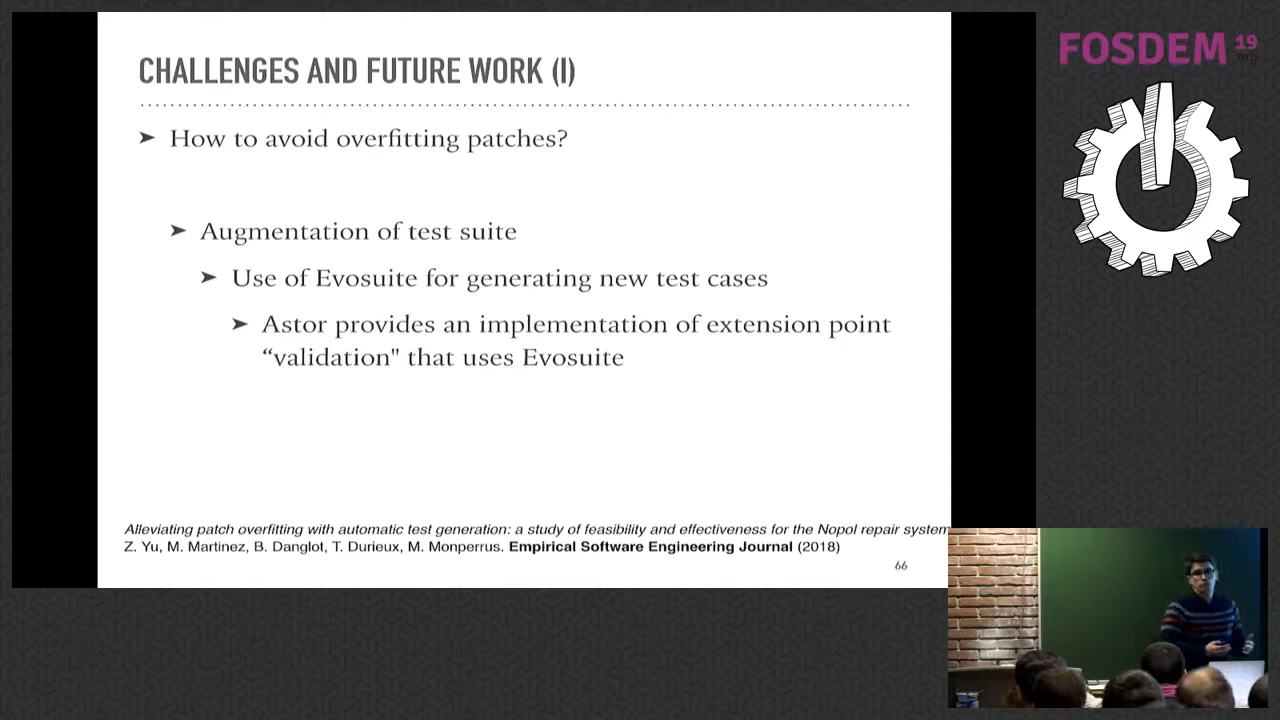 CHALLENGES AND FUTURE WORK (I)
➤ How to avoid overfitting patches?
➤ Augmentation of test suite
➤ Use of Evosuite for generating new test cases
➤ Astor provides an implementation of extension point
“validation" that uses Evosuite
Alleviating patch overfitting with automatic test generation: a study of feasibility and effectiveness for the Nopol repair system
Z. Yu, M. Martinez, B. Danglot, T. Durieux, M. Monperrus. Empirical Software Engineering Journal (2018)
66
FOSDEM 19
.org